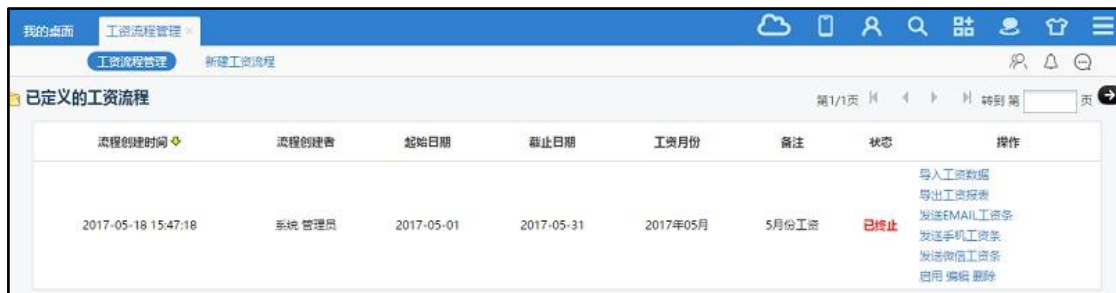 我的桌面 工资流程管理 ×
工资流程管理 新建工资流程
已定义的工资流程 第1/1页 转到 第 页
流程创建时间 流程创建者 起始日期 截止日期 工资月份 备注 状态 操作
2017-05-18 15:47:18 系统 管理员 2017-05-01 2017-05-31 2017年05月 5月份工资 已终止
导入工资数据
导出工资报表
发送EMAIL工资条
发送手机工资条
发送微信工资条
启用 编辑 删除